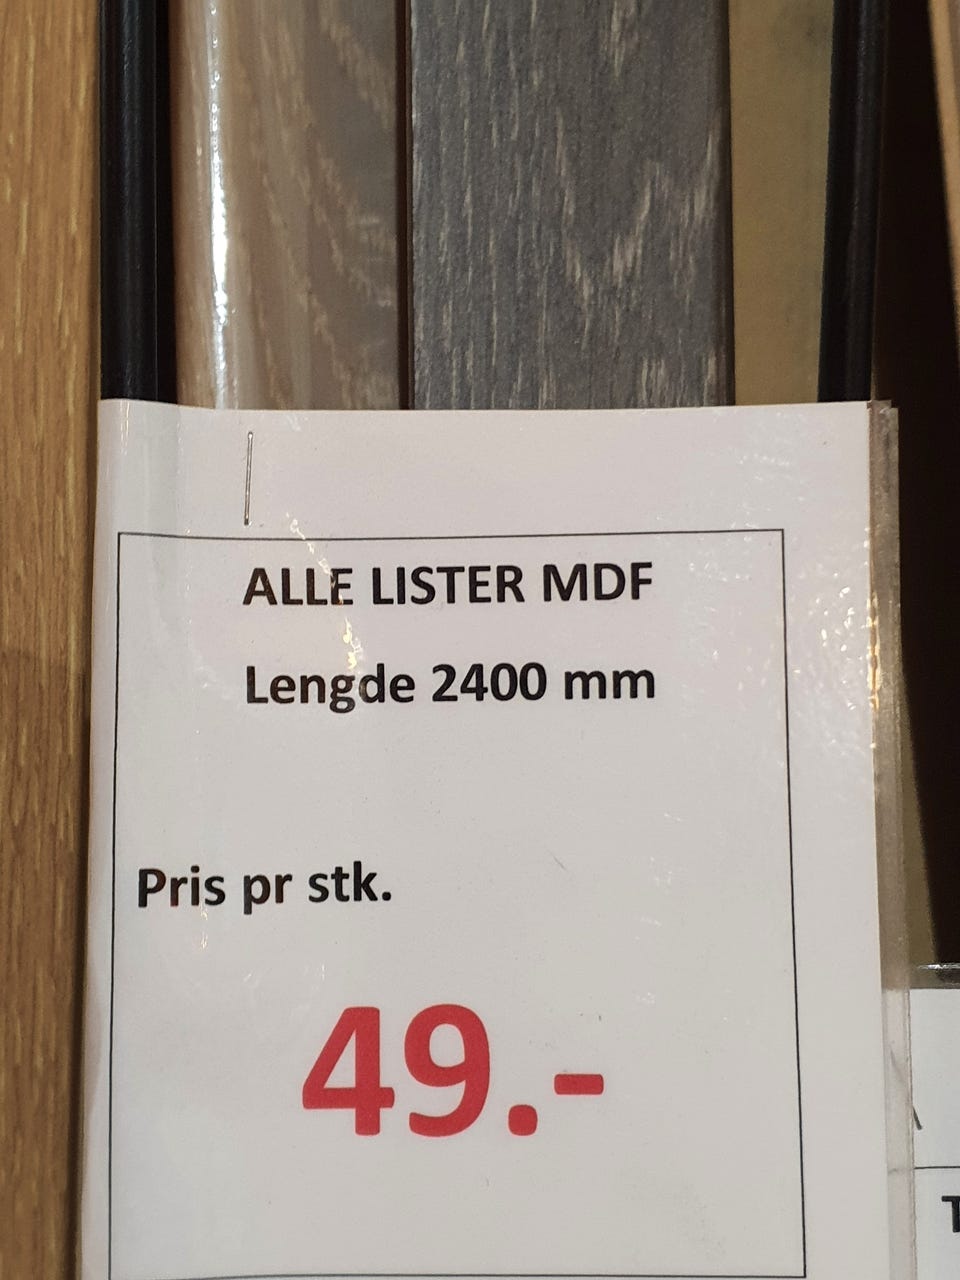 ALLE LISTER MDF
Lengde 2400 mm
Pris pr stk.
49.-